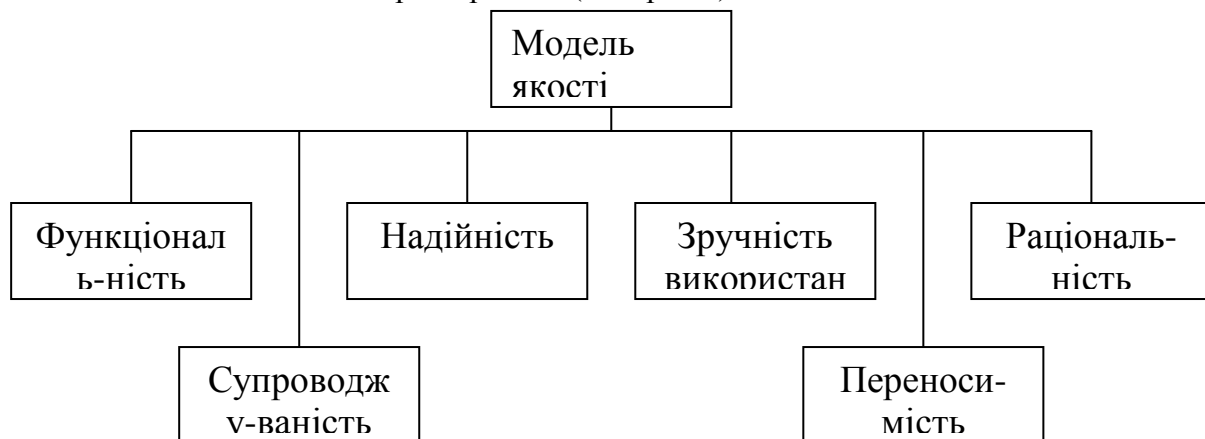 Модель
якості
Функціонал
ь-ність
Надійність
Зручність
використан
Раціональ-
ність
Супроводж
у-ваність
Переноси-
мість